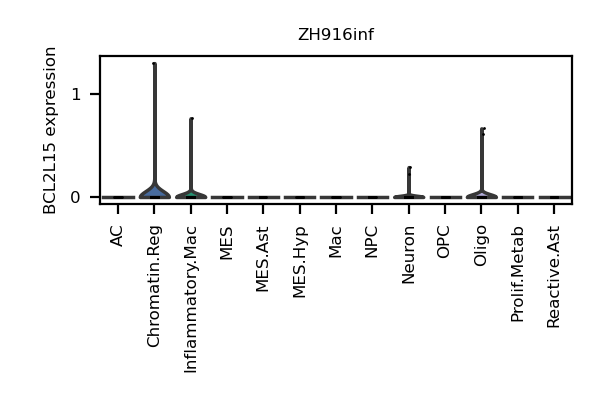 ZH916inf
BCL2L15 expression
1
0
AC
Chromatin.Reg
Inflammatory.Mac
MES
MES.Ast
MES.Hyp
Mac
NPC
Neuron
OPC
Oligo
Prolif.Metab
Reactive.Ast